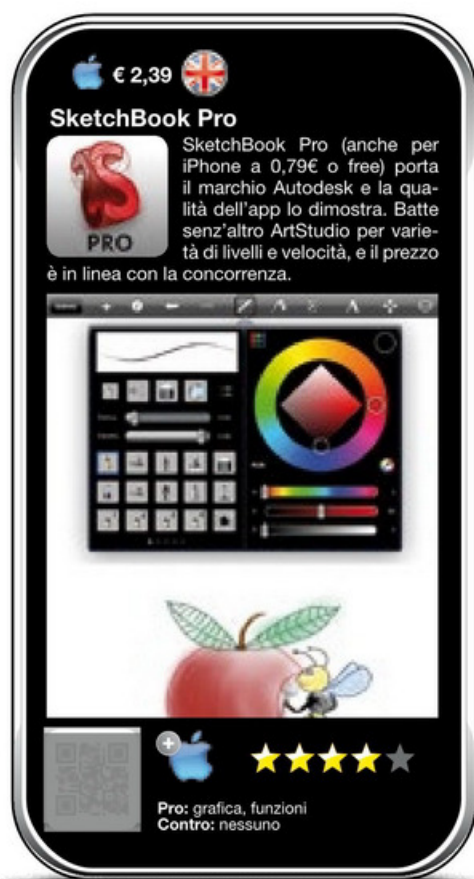 € 2,39
SketchBook Pro
PRO
SketchBook Pro (anche per
iPhone a 0,79€ o free) porta
il marchio Autodesk e la qua-
lità dell'app lo dimostra. Batte
senz'altro ArtStudio per varie-
tà di livelli e velocità, e il prezzo
è in linea con la concorrenza.
Pro: grafica, funzioni
Contro: nessuno